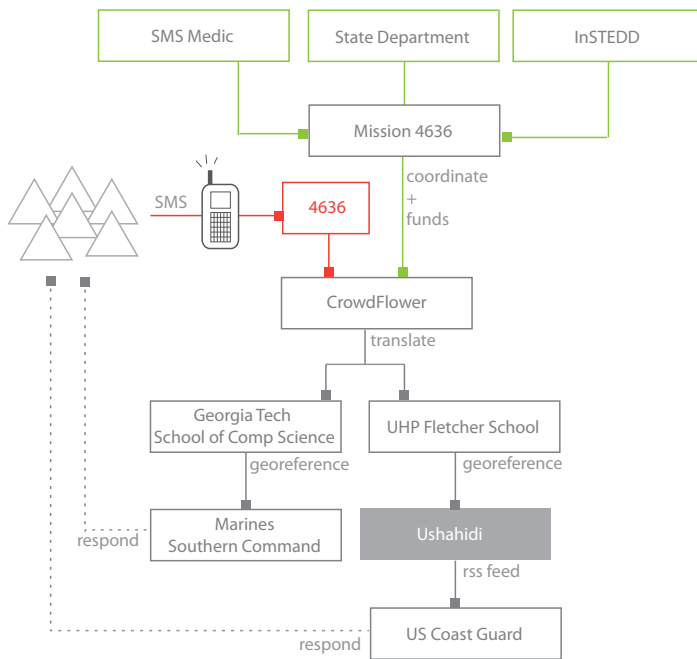 SMS Medic
State Department
InSTEDD
Mission 4636
coordinate
+
funds
SMS
4636
CrowdFlower
translate
Georgia Tech
School of Comp Science
UHP Fletcher School
georeference
georeference
Marines
Southern Command
Ushahidi
respond
rss feed
US Coast Guard
respond